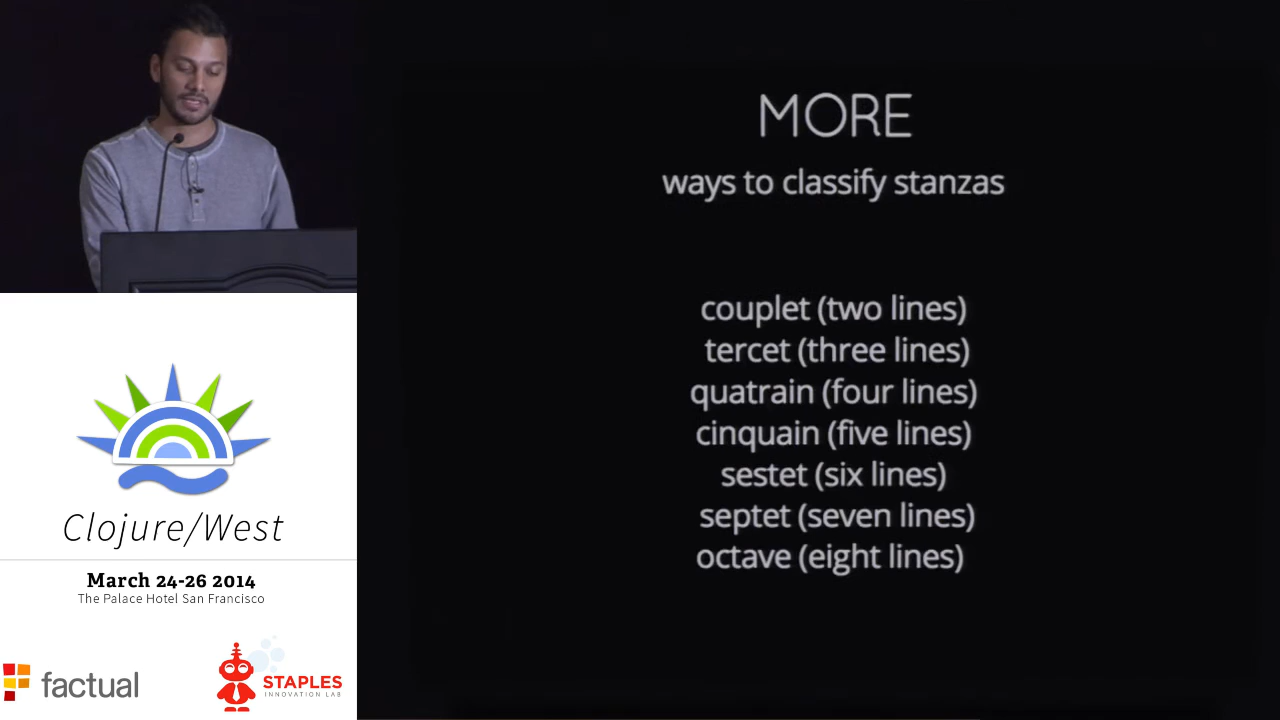 MORE
ways to classify stanzas
couplet (two lines)
tercet (three lines)
quatrain (four lines)
cinquain (five lines)
sestet (six lines)
septet (seven lines)
octave (eight lines)
Clojure/West
March 24-26 2014
The Palace Hotel San Francisco
factual
STAPLES
INNOVATION LAB